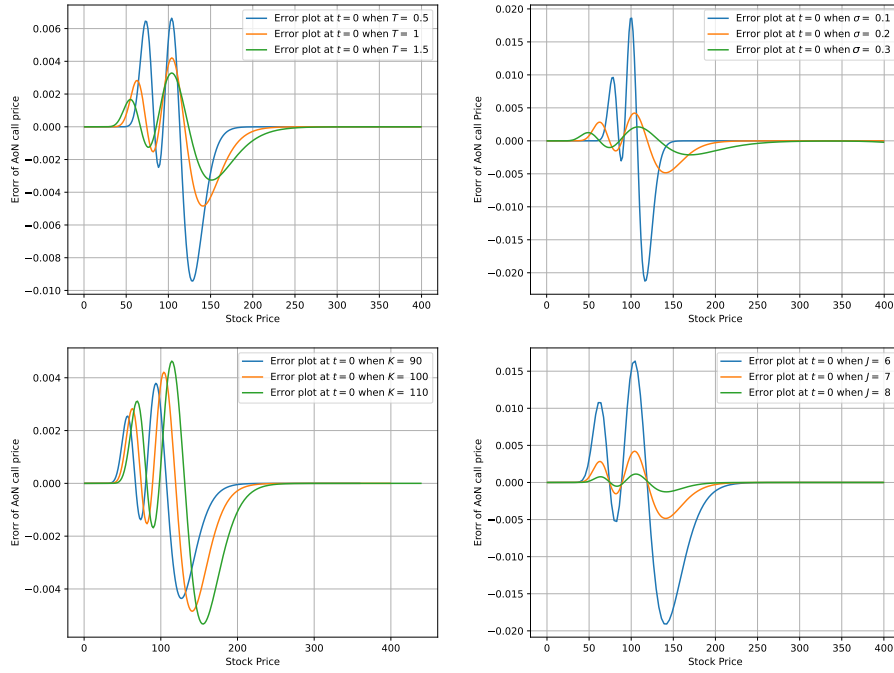 Error plot at t = 0 when T = 0.5
Error plot at t = 0 when T = 1
Error plot at t = 0 when T = 1.5
Erorr of AoN call price
0.006
0.004
0.002
0.000
−0.002
−0.004
−0.006
−0.008
−0.010
0 50 100 150 200 250 300 350 400
Stock Price
Error plot at t = 0 when σ = 0.1
Error plot at t = 0 when σ = 0.2
Error plot at t = 0 when σ = 0.3
Erorr of AoN call Price
0.020
0.015
0.010
0.005
0.000
−0.005
−0.010
−0.015
−0.020
0 50 100 150 200 250 300 350 400
Stock Price
Error plot at t = 0 when K = 90
Error plot at t = 0 when K = 100
Error plot at t = 0 when K = 110
Erorr of AoN call price
0.004
0.002
0.000
−0.002
−0.004
0 100 200 300 400
Stock Price
Error plot at t = 0 when J = 6
Error plot at t = 0 when J = 7
Error plot at t = 0 when J = 8
Erorr of AoN call price
0.015
0.010
0.005
0.000
−0.005
−0.010
−0.015
−0.020
0 50 100 150 200 250 300 350 400
Stock Price